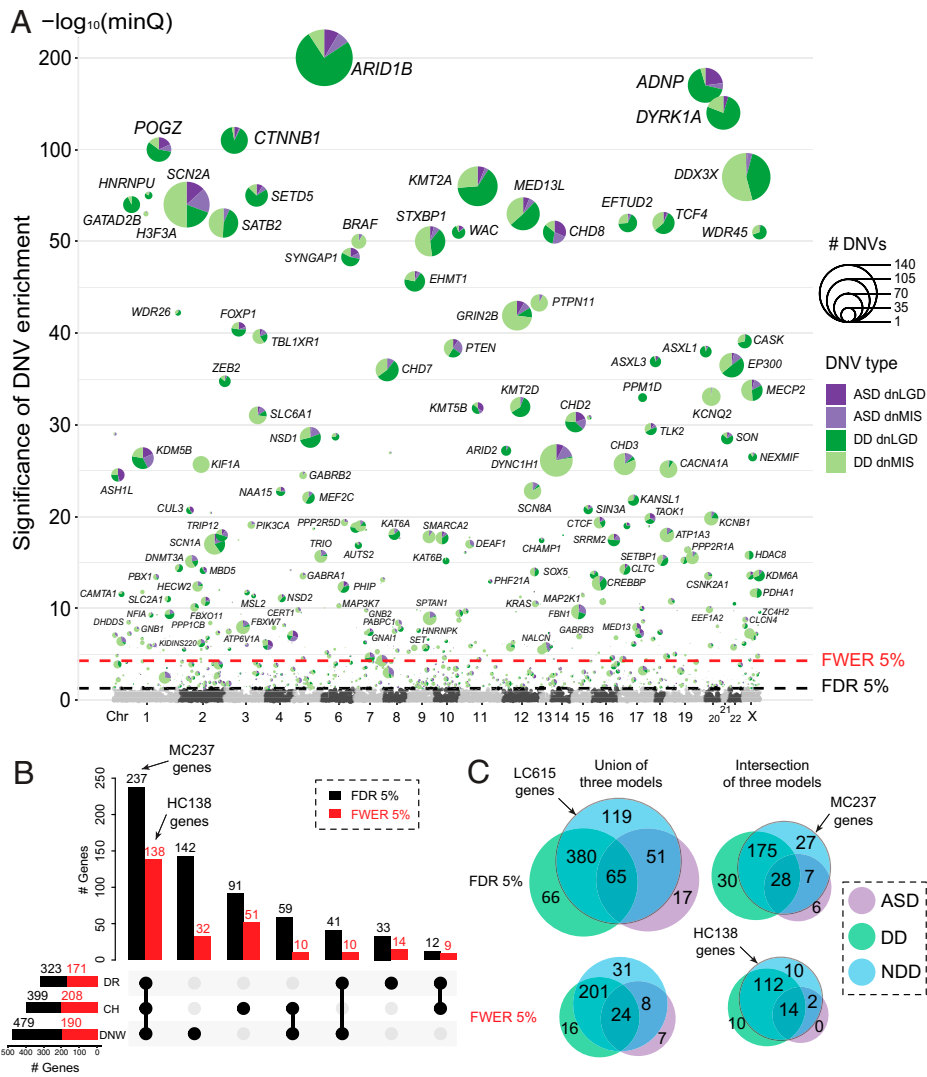 A
−log₁₀(minQ)
Significance of DNV enrichment
200
100
50
40
30
20
10
0
ARID1B
ADNP
DYRK1A
POGZ
CTNNB1
HNRNPU
SCN2A
SETD5
KMT2A
MED13L
DDX3X
GATAD2B
H3F3A
SATB2
BRAF
STXBP1
WAC
CHD8
EFTUD2
TCF4
WDR45
SYNGAP1
EHMT1
WDR26
FOXP1
TBL1XR1
GRIN2B
PTPN11
PTEN
ASXL3
ASXL1
CASK
ZEB2
CHD7
EP300
KMT2D
PPM1D
MECP2
SLC6A1
KMT5B
CHD2
KCNQ2
NSD1
TLK2
SON
KDM5B
KIF1A
ARID2
DYNC1H1
CHD3
CACNA1A
NEXMIF
ASH1L
GABRB2
NAA15
MEF2C
SCN8A
KANSL1
CUL3
SIN3A
TAOK1
TRIP12
PIK3CA
PPP2R5D
KAT6A
SMARCA2
CTCF
KCNB1
SCN1A
TRIO
AUTS2
DEAF1
CHAMP1
SRRM2
ATP1A3
PPP2R1A
DNMT3A
KAT6B
SETBP1
HDAC8
PBX1
MBD5
GABRA1
PHIP
PHF21A
SOX5
CREBBP
CLTC
CSNK2A1
KDM6A
CAMTA1
HECW2
SLC2A1
MSL2
NSD2
MAP3K7
SPTAN1
KRAS
MAP2K1
PDHA1
NFIA
FBXO11
CERT1
GNB2
FBN1
EEF1A2
ZC4H2
DHDDS
GNB1
PPP1CB
FBXW7
PABPC1
HNRNPK
MED13
CLCN4
KIDINS220
ATP6V1A
GNAI1
SET
NALCN
GABRB3
FWER 5%
FDR 5%
Chr
1
2
3
4
5
6
7
8
9
10
11
12
13
14
15
16
17
18
19
20
21
22
X
# DNVs
140
105
70
35
1
DNV type
ASD dnLGD
ASD dnMIS
DD dnLGD
DD dnMIS
B
MC237
genes
HC138
genes
FDR 5%
FWER 5%
# Genes
250
200
150
100
50
0
237
138
142
32
91
51
59
10
41
10
33
14
12
9
323
171
DR
399
208
CH
479
190
DNW
500
400
300
200
100
0
# Genes
C
LC615
genes
Union of
three models
Intersection
of three models
MC237
genes
FDR 5%
119
380
51
65
66
17
175
27
28
7
30
6
HC138
genes
FWER 5%
31
201
8
24
16
7
10
112
2
14
10
0
ASD
DD
NDD